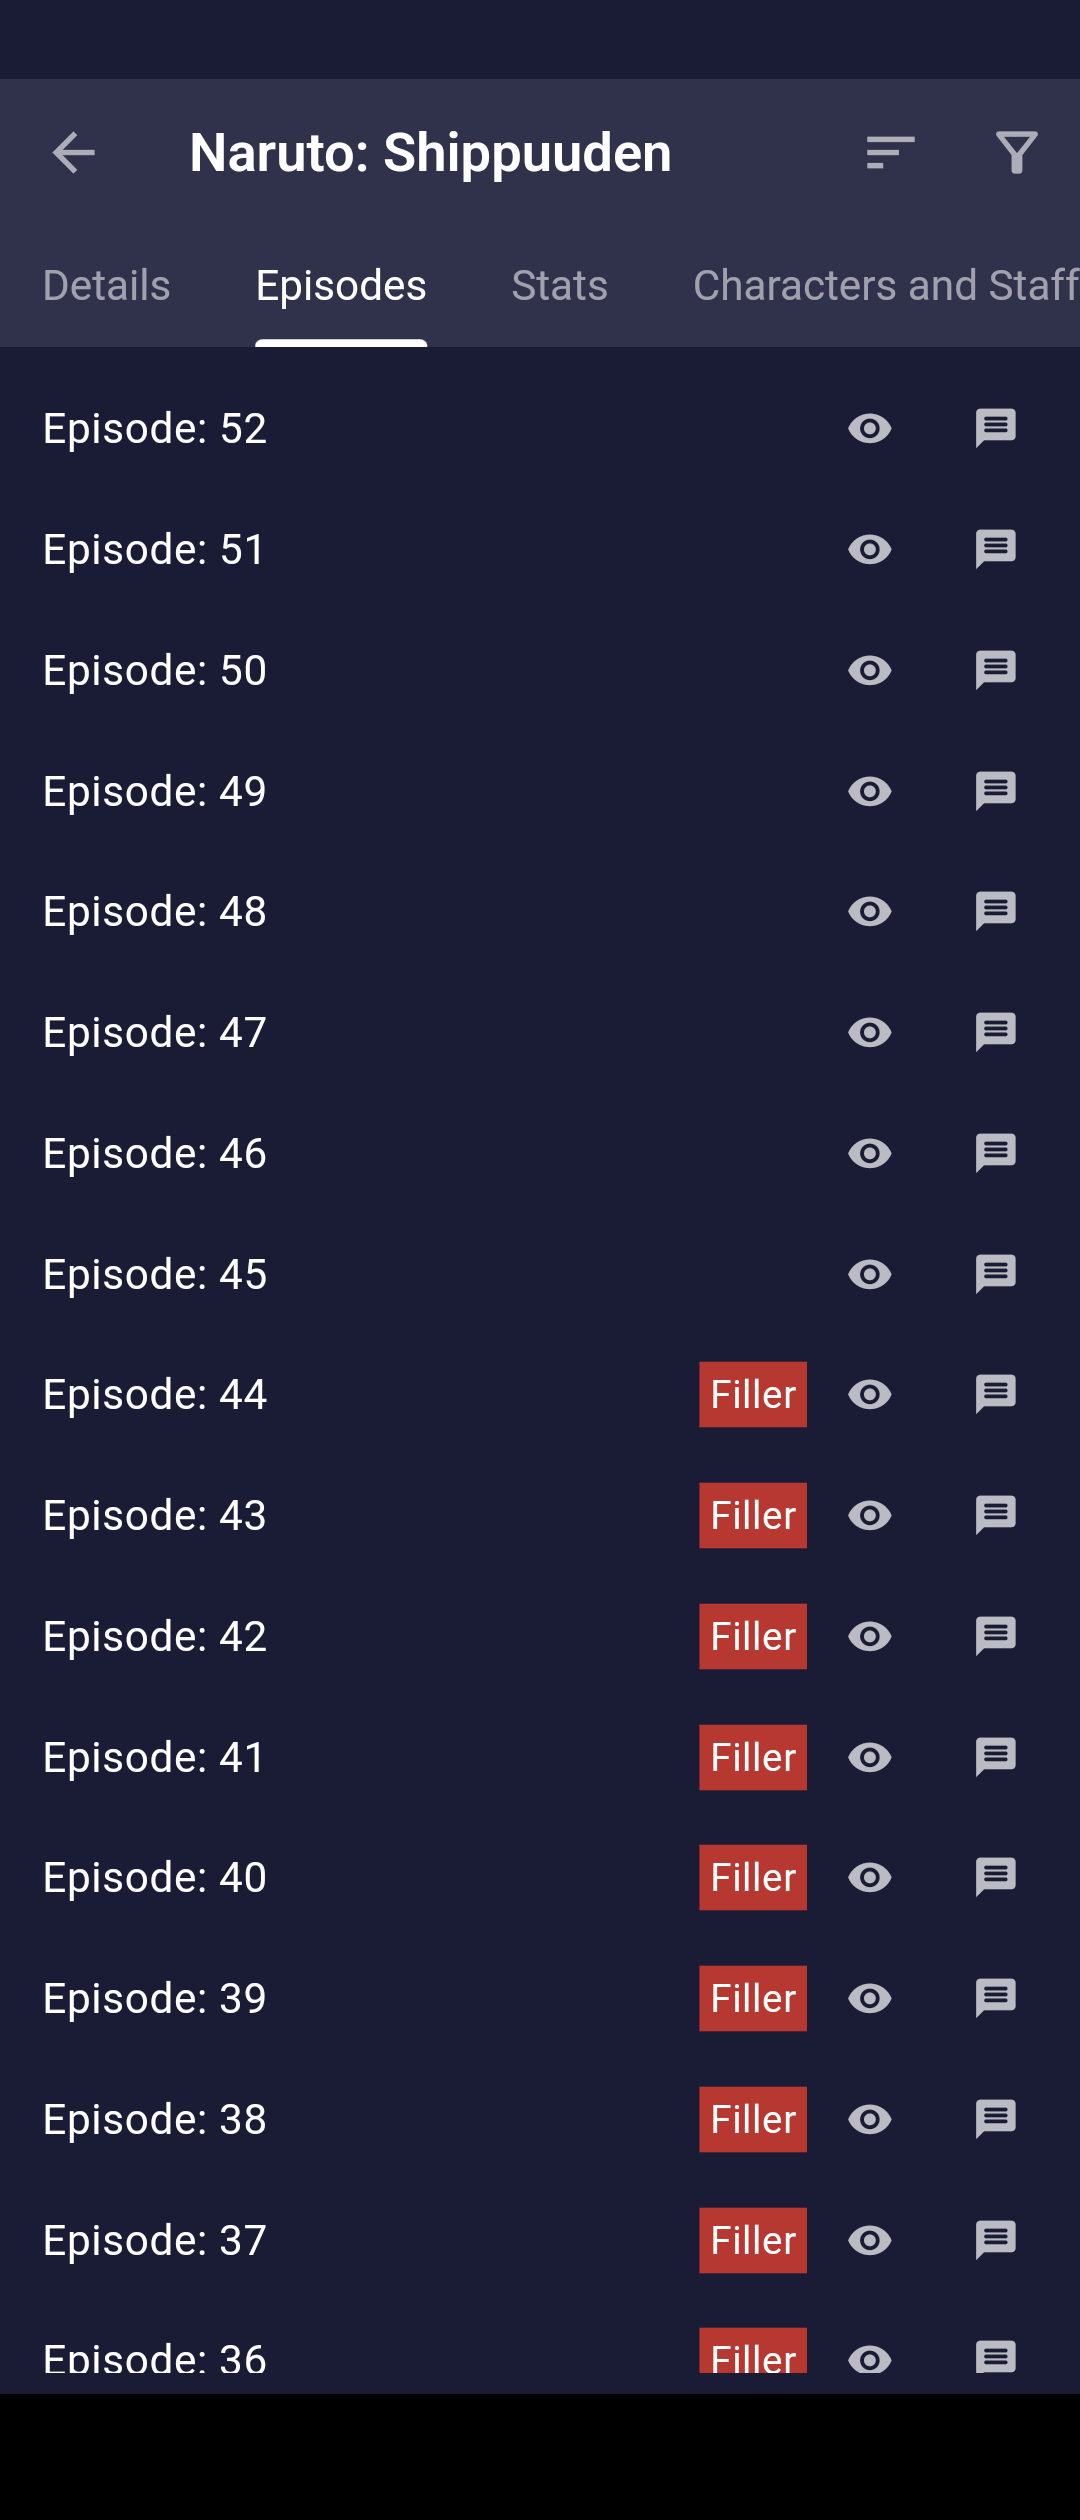 Naruto: Shippuuden
Details Episodes Stats Characters and Staff
Episode: 52
Episode: 51
Episode: 50
Episode: 49
Episode: 48
Episode: 47
Episode: 46
Episode: 45
Episode: 44 Filler
Episode: 43 Filler
Episode: 42 Filler
Episode: 41 Filler
Episode: 40 Filler
Episode: 39 Filler
Episode: 38 Filler
Episode: 37 Filler
Episode: 36 Filler